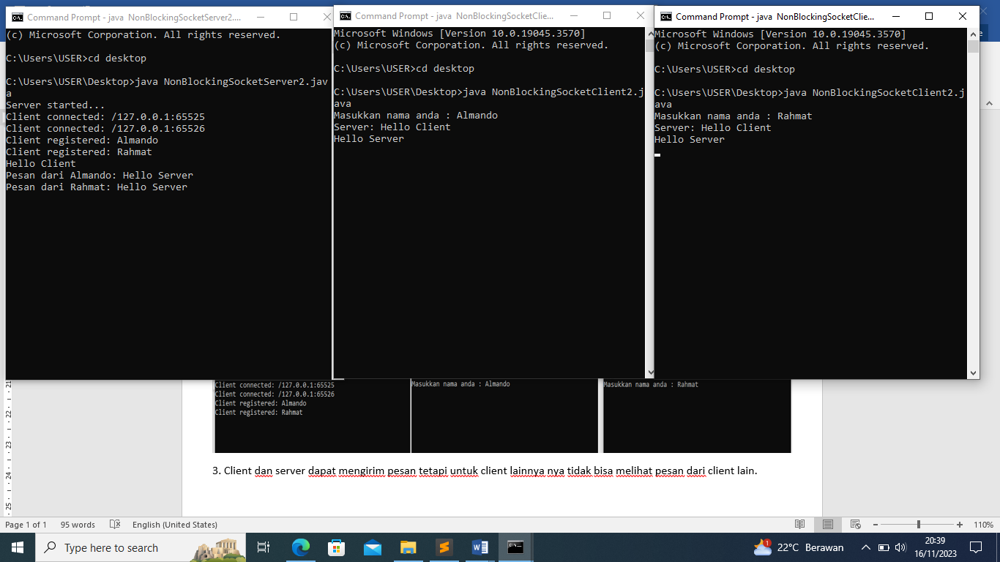 Command Prompt - java  NonBlockingSocketServer2....
(c) Microsoft Corporation. All rights reserved.
C:\Users\USER>cd desktop
C:\Users\USER\Desktop>java NonBlockingSocketServer2.jav
a
Server started...
Client connected: /127.0.0.1:65525
Client connected: /127.0.0.1:65526
Client registered: Almando
Client registered: Rahmat
Hello Client
Pesan dari Almando: Hello Server
Pesan dari Rahmat: Hello Server
Command Prompt - java  NonBlockingSocketClie...
Microsoft Windows [Version 10.0.19045.3570]
(c) Microsoft Corporation. All rights reserved.
C:\Users\USER>cd desktop
C:\Users\USER\Desktop>java NonBlockingSocketClient2.j
ava
Masukkan nama anda : Almando
Server: Hello Client
Hello Server
Command Prompt - java  NonBlockingSocketClie...
Microsoft Windows [Version 10.0.19045.3570]
(c) Microsoft Corporation. All rights reserved.
C:\Users\USER>cd desktop
C:\Users\USER\Desktop>java NonBlockingSocketClient2.j
ava
Masukkan nama anda : Rahmat
Server: Hello Client
Hello Server
Client connected: /127.0.0.1:65525
Client connected: /127.0.0.1:65526
Client registered: Almando
Client registered: Rahmat
Masukkan nama anda : Almando
Masukkan nama anda : Rahmat
3. Client dan server dapat mengirim pesan tetapi untuk client lainnya nya tidak bisa melihat pesan dari client lain.
21
22
23
24
25
Page 1 of 1
95 words
English (United States)
110%
Type here to search
1
22°C Berawan
20:39
16/11/2023